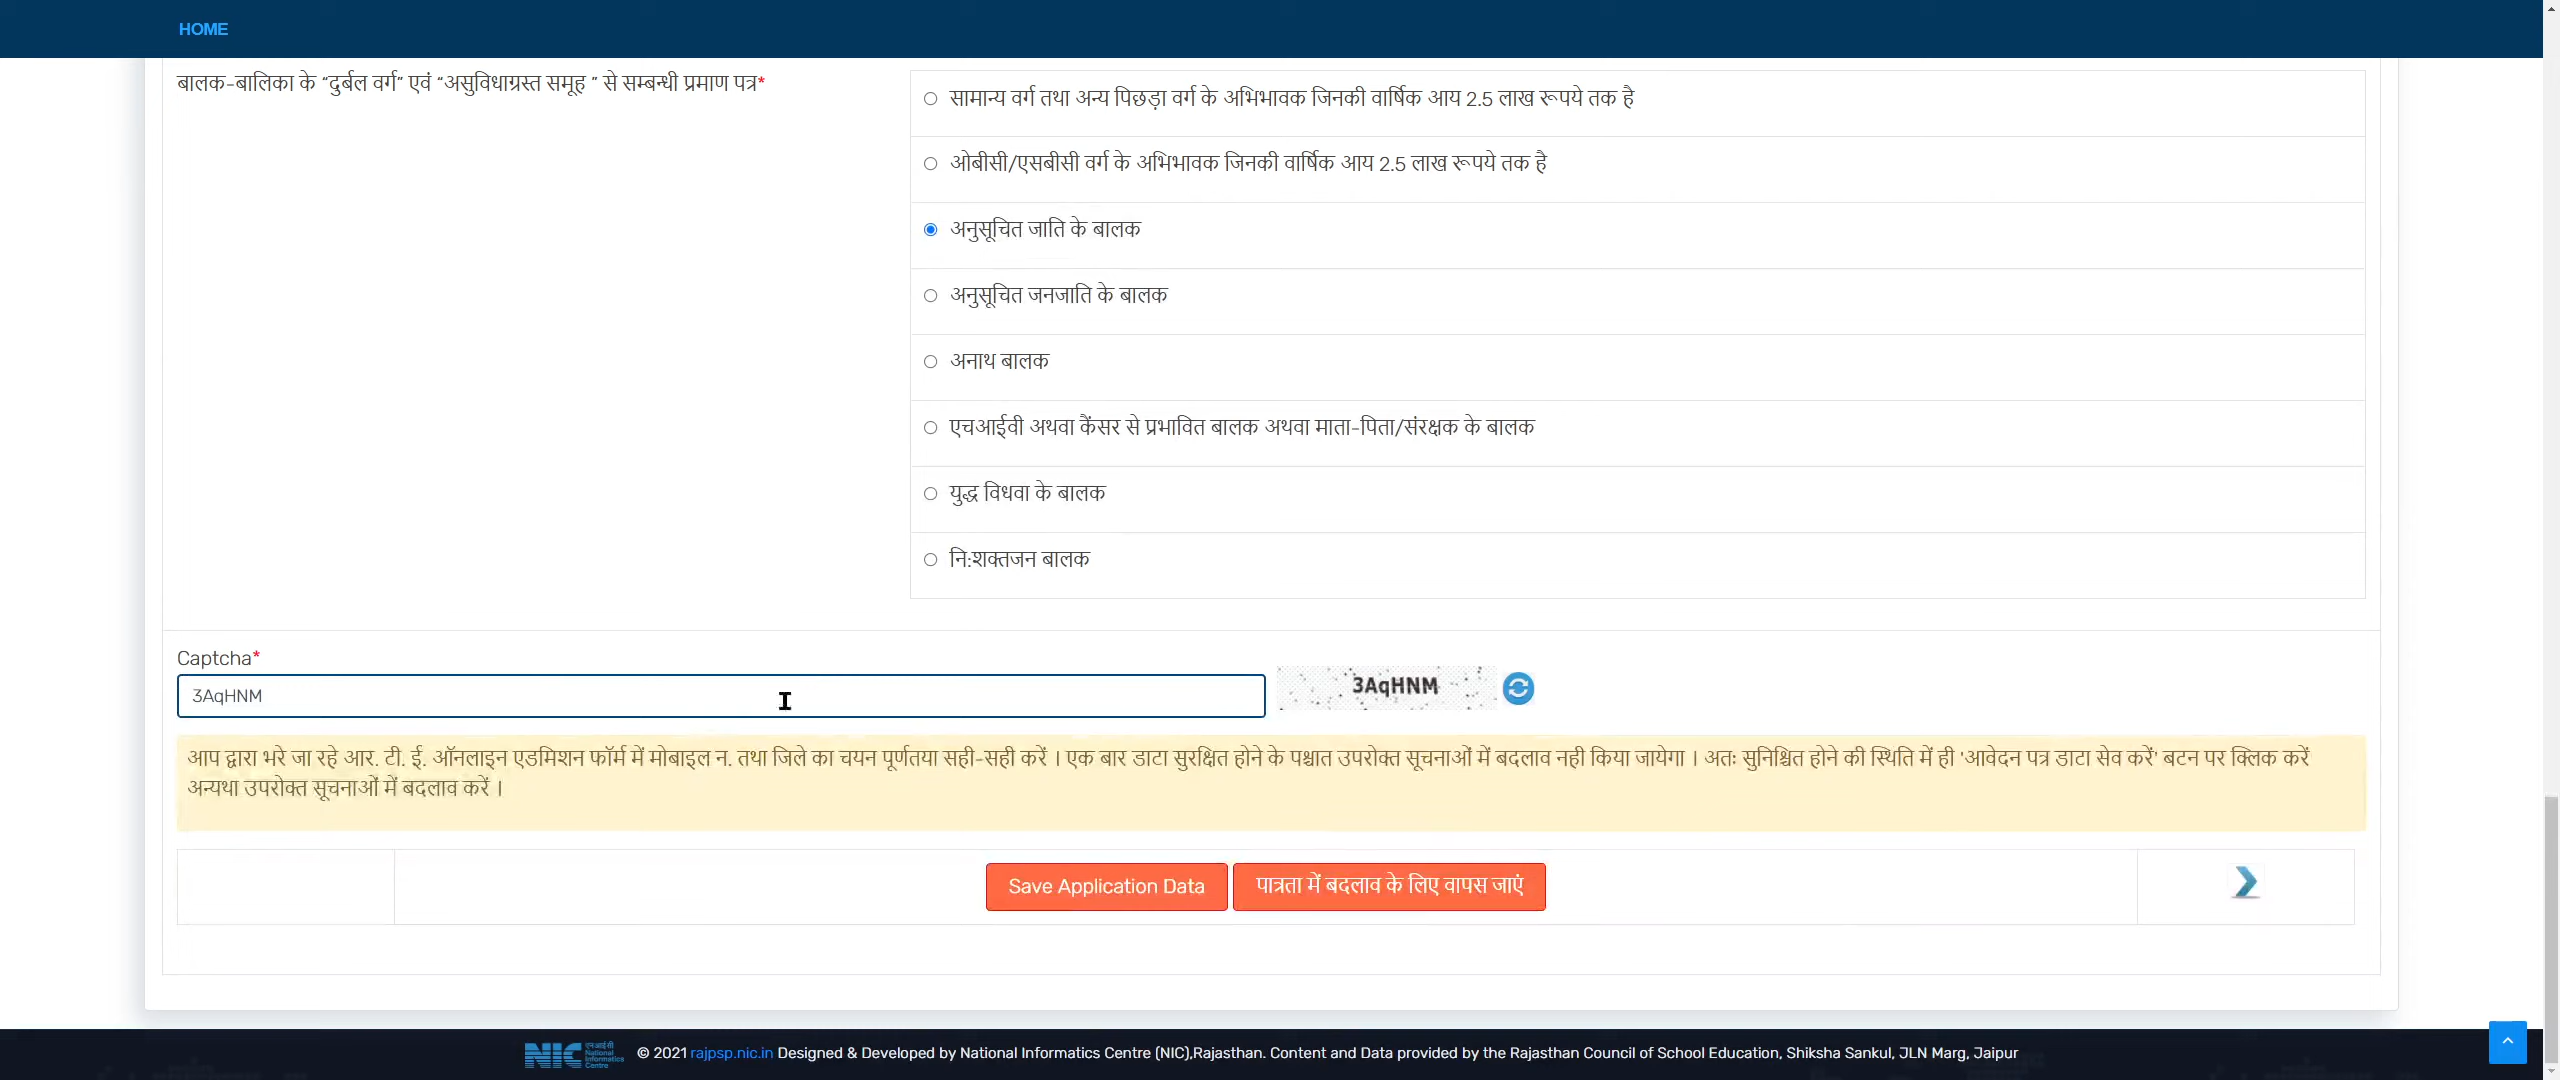 HOME
बालक-बालिका के “दुर्बल वर्ग” एवं “असुविधाग्रस्त समूह ” से सम्बन्धी प्रमाण पत्र*
सामान्य वर्ग तथा अन्य पिछड़ा वर्ग के अभिभावक जिनकी वार्षिक आय 2.5 लाख रूपये तक है
ओबीसी/एसबीसी वर्ग के अभिभावक जिनकी वार्षिक आय 2.5 लाख रूपये तक है
अनुसूचित जाति के बालक
अनुसूचित जनजाति के बालक
अनाथ बालक
एचआईवी अथवा कैंसर से प्रभावित बालक अथवा माता-पिता/संरक्षक के बालक
युद्ध विधवा के बालक
नि:शक्तजन बालक
Captcha*
3AqHNM
3AqHNM
आप द्वारा भरे जा रहे आर. टी. ई. ऑनलाइन एडमिशन फॉर्म में मोबाइल न. तथा जिले का चयन पूर्णतया सही-सही करें । एक बार डाटा सुरक्षित होने के पश्चात उपरोक्त सूचनाओं में बदलाव नही किया जायेगा । अतः सुनिश्चित होने की स्थिति में ही 'आवेदन पत्र डाटा सेव करें' बटन पर क्लिक करें
अन्यथा उपरोक्त सूचनाओं में बदलाव करें ।
Save Application Data पात्रता में बदलाव के लिए वापस जाएं
NIC एनआईसी National Informatics Centre © 2021 rajpsp.nic.in Designed & Developed by National Informatics Centre (NIC),Rajasthan. Content and Data provided by the Rajasthan Council of School Education, Shiksha Sankul, JLN Marg, Jaipur